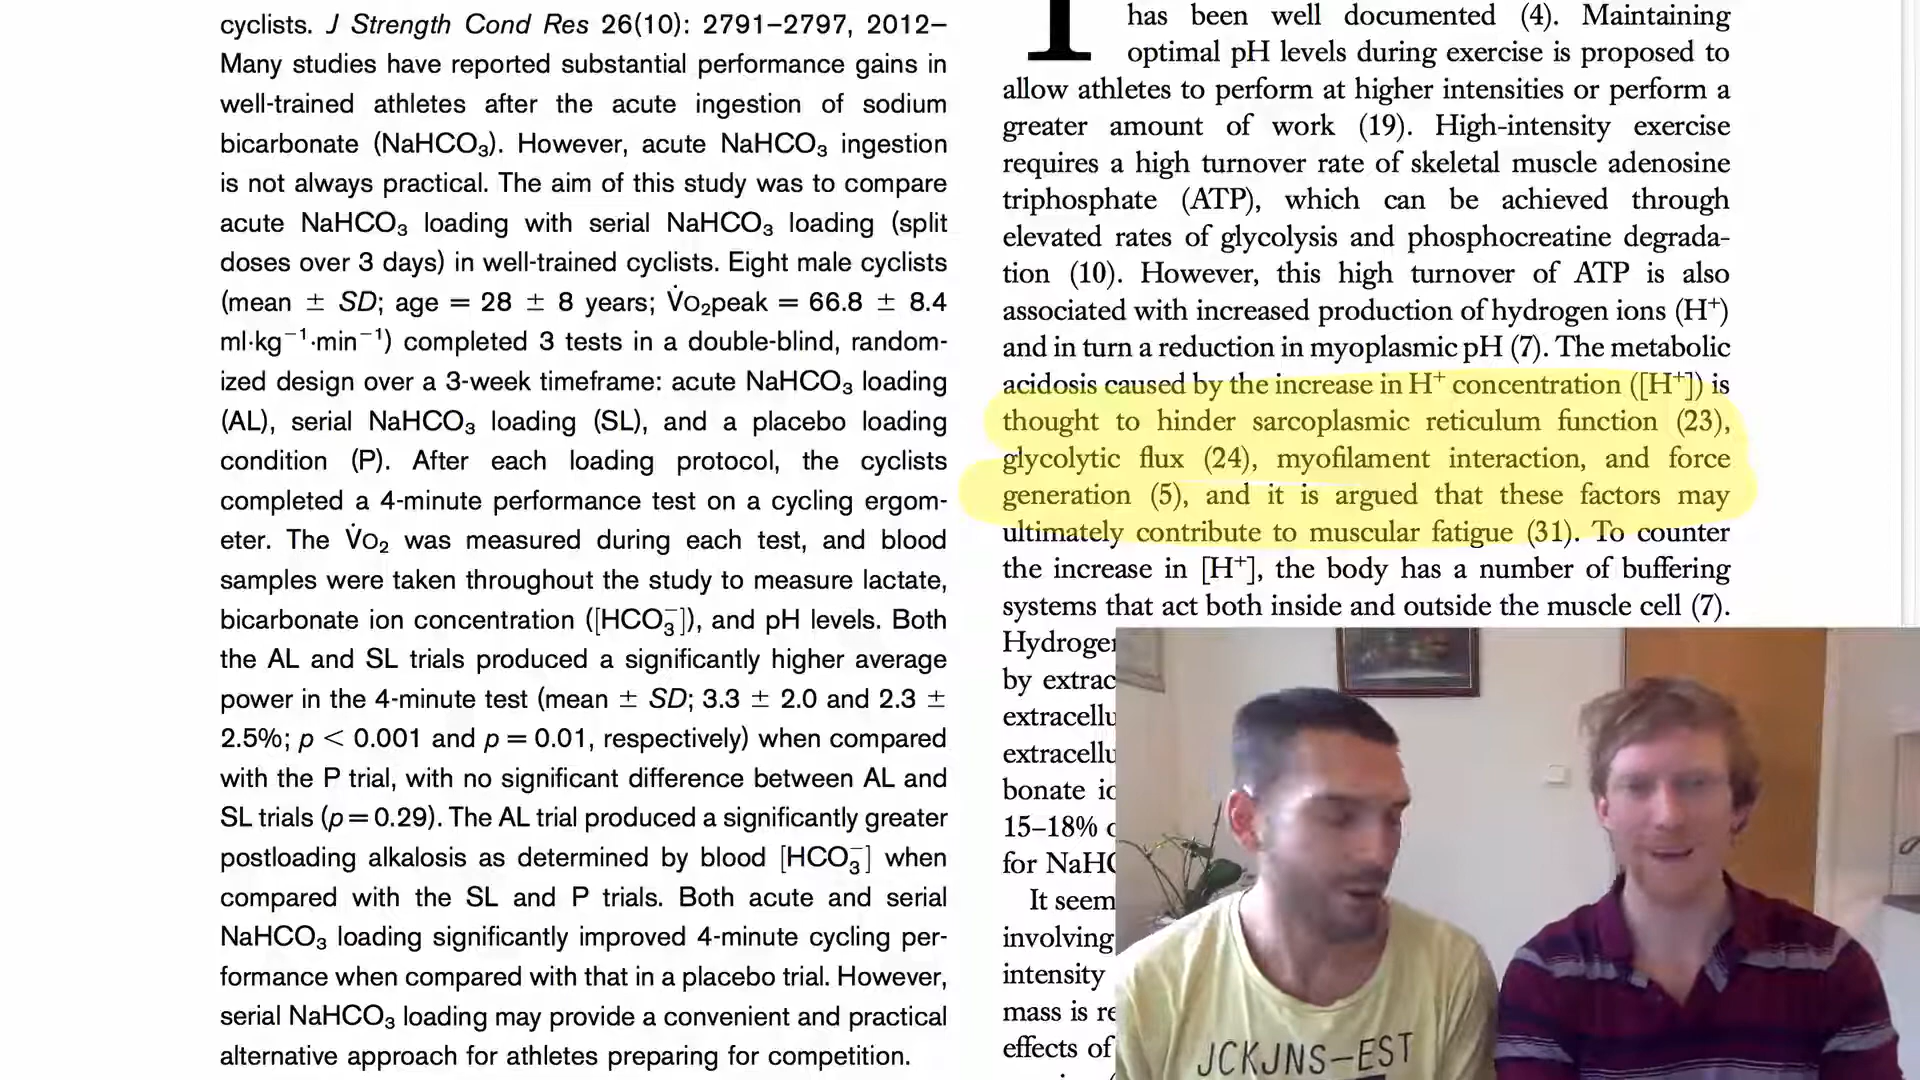 cyclists. J Strength Cond Res 26(10): 2791–2797, 2012—
Many studies have reported substantial performance gains in
well-trained athletes after the acute ingestion of sodium
bicarbonate (NaHCO₃). However, acute NaHCO₃ ingestion
is not always practical. The aim of this study was to compare
acute NaHCO₃ loading with serial NaHCO₃ loading (split
doses over 3 days) in well-trained cyclists. Eight male cyclists
(mean ± SD; age = 28 ± 8 years; V̇O₂peak = 66.8 ± 8.4
ml·kg⁻¹·min⁻¹) completed 3 tests in a double-blind, random-
ized design over a 3-week timeframe: acute NaHCO₃ loading
(AL), serial NaHCO₃ loading (SL), and a placebo loading
condition (P). After each loading protocol, the cyclists
completed a 4-minute performance test on a cycling ergom-
eter. The V̇O₂ was measured during each test, and blood
samples were taken throughout the study to measure lactate,
bicarbonate ion concentration ([HCO₃⁻]), and pH levels. Both
the AL and SL trials produced a significantly higher average
power in the 4-minute test (mean ± SD; 3.3 ± 2.0 and 2.3 ±
2.5%; p < 0.001 and p = 0.01, respectively) when compared
with the P trial, with no significant difference between AL and
SL trials (p = 0.29). The AL trial produced a significantly greater
postloading alkalosis as determined by blood [HCO₃⁻] when
compared with the SL and P trials. Both acute and serial
NaHCO₃ loading significantly improved 4-minute cycling per-
formance when compared with that in a placebo trial. However,
serial NaHCO₃ loading may provide a convenient and practical
alternative approach for athletes preparing for competition.
has been well documented (4). Maintaining
optimal pH levels during exercise is proposed to
allow athletes to perform at higher intensities or perform a
greater amount of work (19). High-intensity exercise
requires a high turnover rate of skeletal muscle adenosine
triphosphate (ATP), which can be achieved through
elevated rates of glycolysis and phosphocreatine degrada-
tion (10). However, this high turnover of ATP is also
associated with increased production of hydrogen ions (H⁺)
and in turn a reduction in myoplasmic pH (7). The metabolic
acidosis caused by the increase in H⁺ concentration ([H⁺]) is
thought to hinder sarcoplasmic reticulum function (23),
glycolytic flux (24), myofilament interaction, and force
generation (5), and it is argued that these factors may
ultimately contribute to muscular fatigue (31). To counter
the increase in [H⁺], the body has a number of buffering
systems that act both inside and outside the muscle cell (7).
Hydroge
by extrac
extracellu
extracellu
bonate
15–18%
for NaH
It seem
involving
intensity
mass is re
effects of
JCKJNS–EST